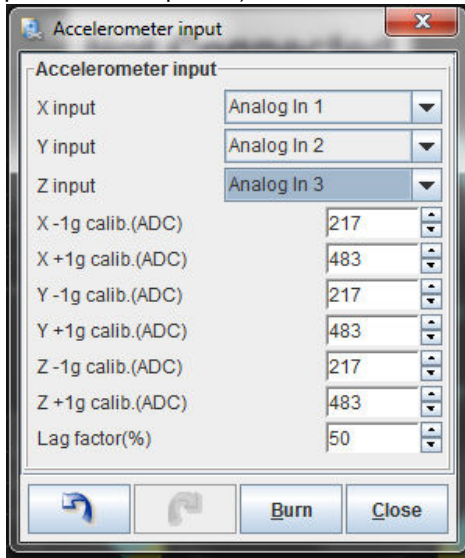 Accelerometer input
Accelerometer input
X input Analog In 1
Y input Analog In 2
Z input Analog In 3
X -1g calib.(ADC) 217
X +1g calib.(ADC) 483
Y -1g calib.(ADC) 217
Y +1g calib.(ADC) 483
Z -1g calib.(ADC) 217
Z +1g calib.(ADC) 483
Lag factor(%) 50
Burn Close